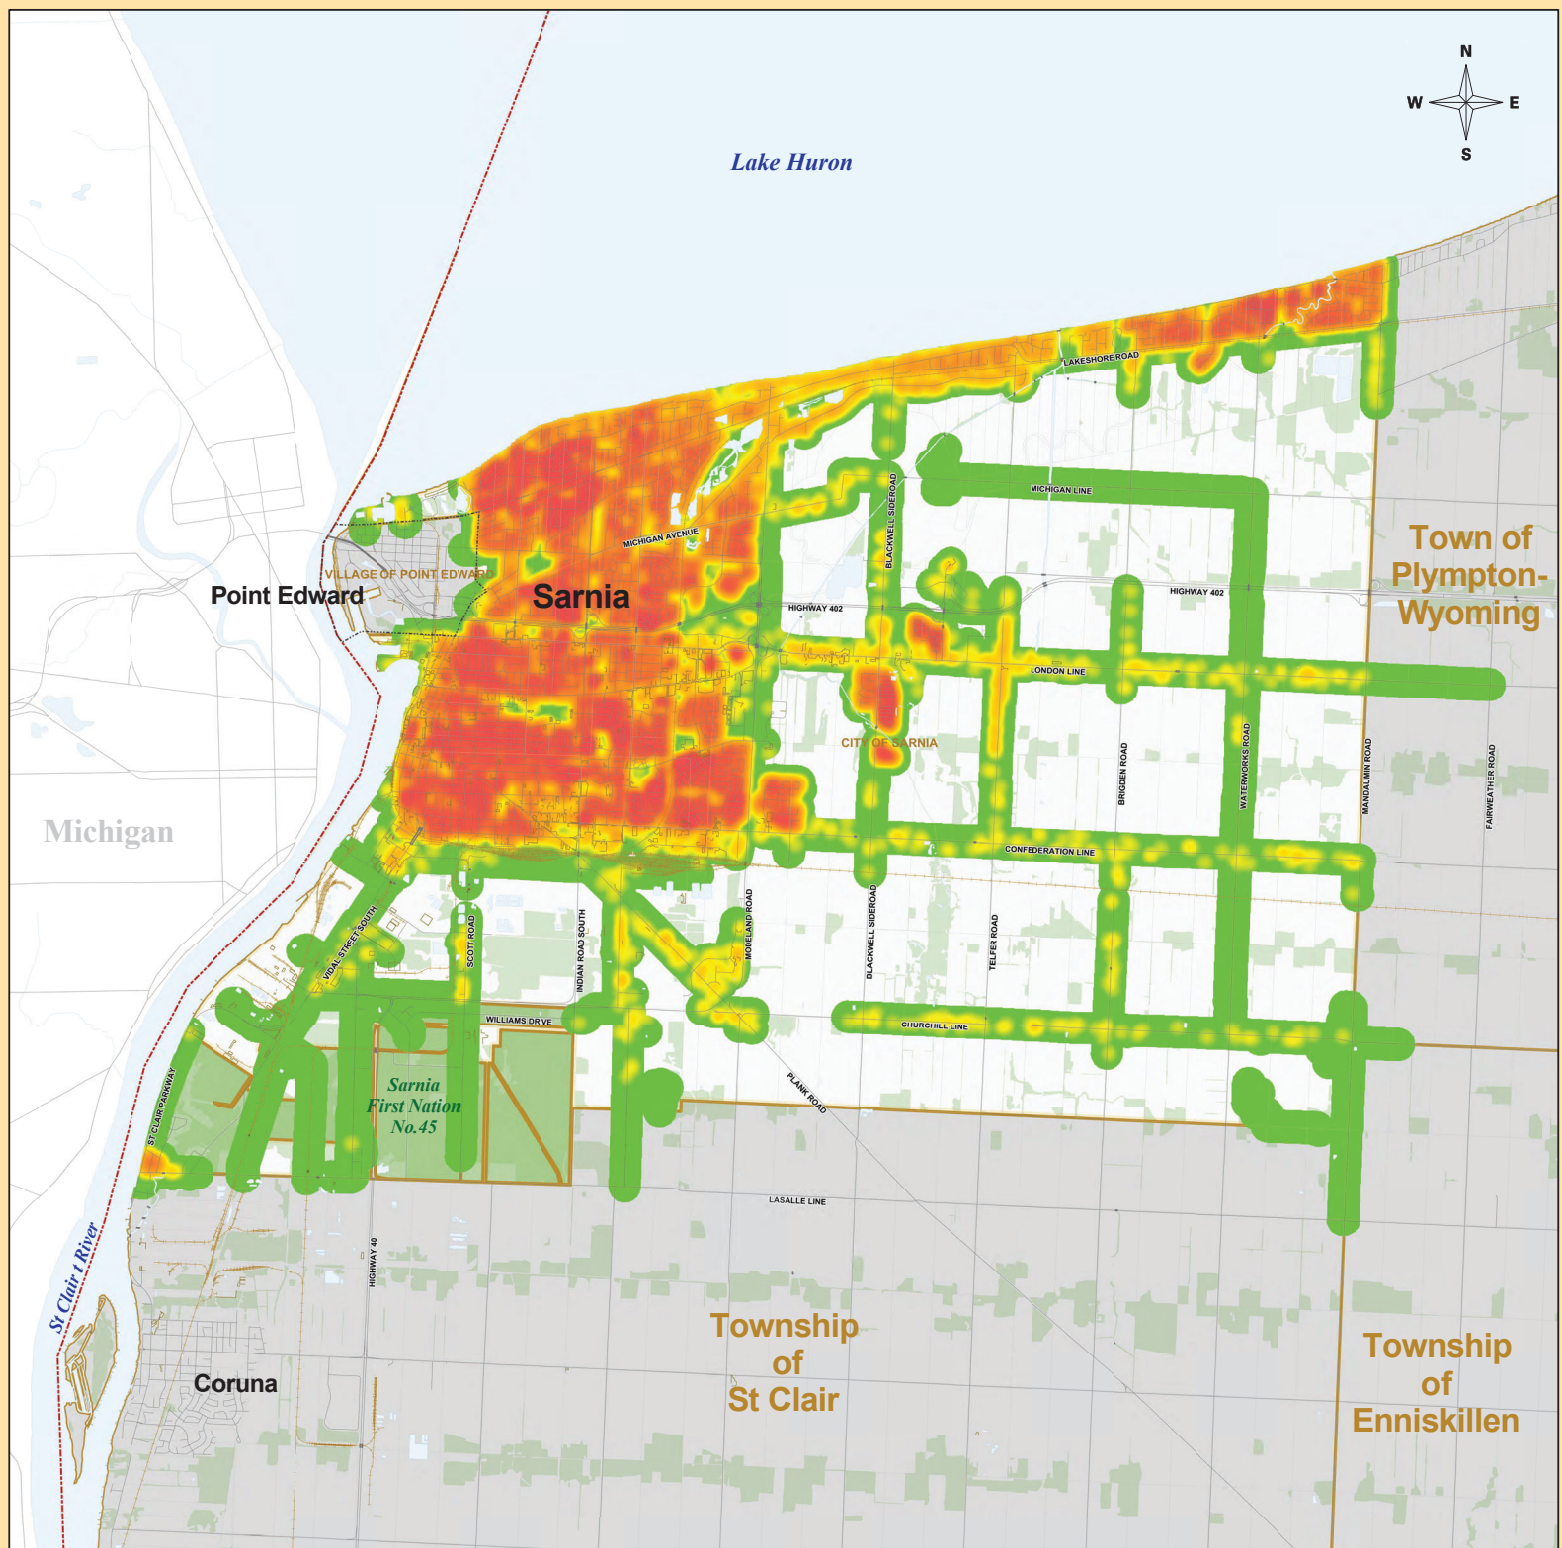 N
W E
S
Lake Huron
LAKESHOREROAD
MICHIGAN LINE
BLACKWELL SIDEROAD
MICHIGAN AVENUE
Town of
Plympton-
Wyoming
VILLAGE OF POINT EDWARD
Point Edward
Sarnia
HIGHWAY 402
HIGHWAY 402
LONDON LINE
CITY OF SARNIA
BRIGDEN ROAD
WATERWORKS ROAD
MANDALMIN ROAD
FAIRWEATHER ROAD
Michigan
CONFEDERATION LINE
VIDAL STREET SOUTH
SCOTT ROAD
INDIAN ROAD SOUTH
MODELAND ROAD
BLACKWELL SIDEROAD
TELFER ROAD
WILLIAMS DRVE
CHURCHILL LINE
ST CLAIR PARKWAY
Sarnia
First Nation
No.45
PLANK ROAD
LASALLE LINE
HIGHWAY 40
St Clair t River
Township
of
St Clair
Township
of
Enniskillen
Coruna